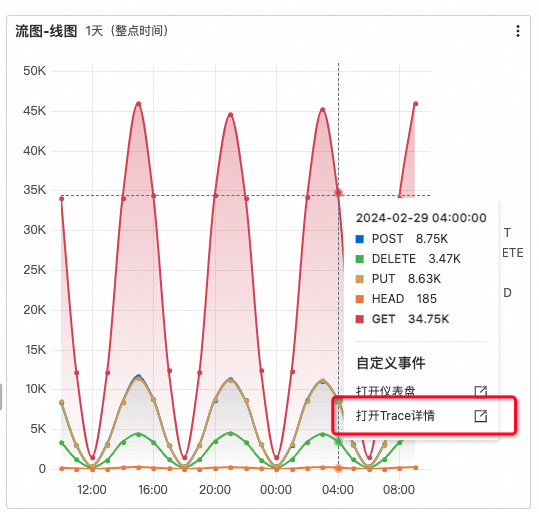 流图-线图 1天（整点时间）
50K
45K
40K
35K
30K
25K
20K
15K
10K
5K
0
12:00 16:00 20:00 00:00 04:00 08:00
2024-02-29 04:00:00
POST 8.75K
DELETE 3.47K
PUT 8.63K
HEAD 185
GET 34.75K
自定义事件
打开仪表盘
打开Trace详情
T
ETE
D